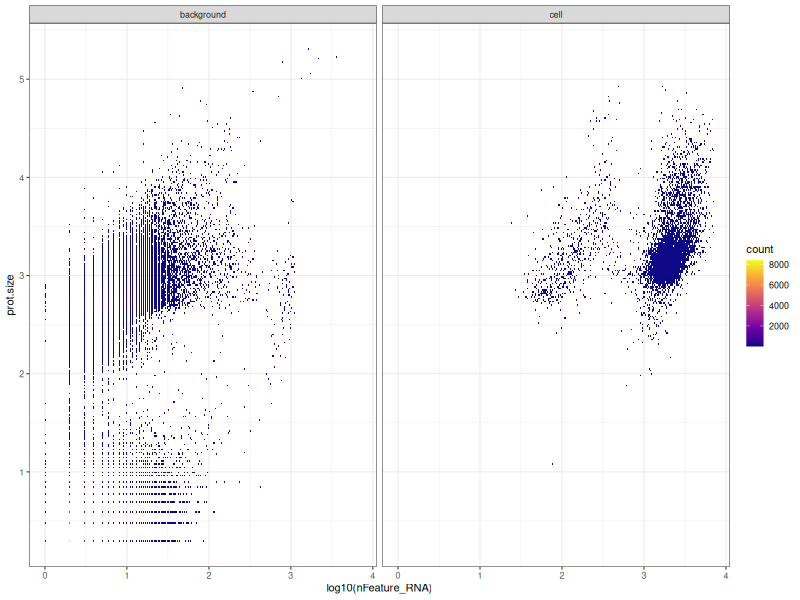 background
cell
5
4
3
2
1
prot.size
0 1 2 3 4
0 1 2 3 4
log10(nFeature_RNA)
count
8000
6000
4000
2000